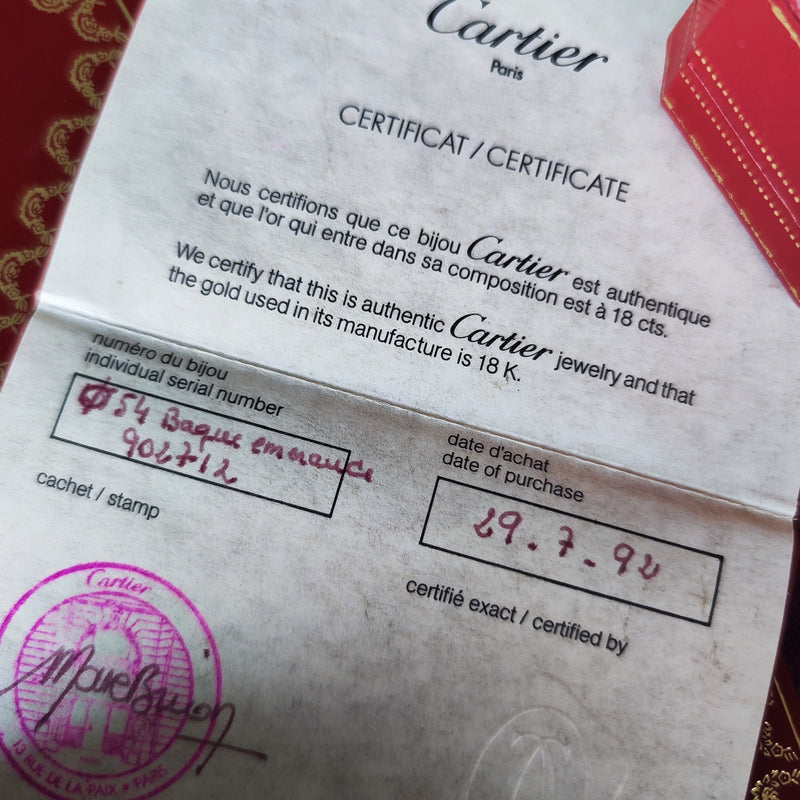 Cartier
Paris
CERTIFICAT / CERTIFICATE
Nous certifions que ce bijou Cartier est authentique
et que l'or qui entre dans sa composition est à 18 cts.
We certify that this is authentic Cartier jewelry and that
the gold used in its manufacture is 18 K.
numéro du bijou
individual serial number
Ø 54 Bague
902712
date d'achat
date of purchase
29.7.92
cachet / stamp
certifié exact / certified by
Cartier
13 RUE DE LA PAIX • PARIS